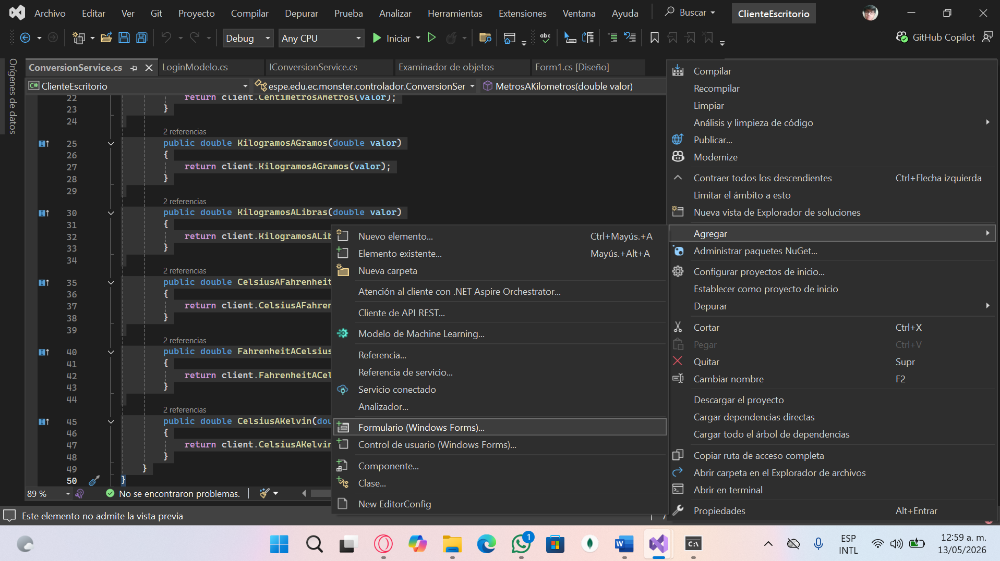 Archivo Editar Ver Git Proyecto Compilar Depurar Prueba Analizar Herramientas Extensiones Ventana Ayuda Buscar ClienteEscritorio
Debug Any CPU Iniciar abc GitHub Copilot
Orígenes de datos
ConversionService.cs LoginModelo.cs IConversionService.cs Examinador de objetos Form1.cs [Diseño]
C# ClienteEscritorio espe.edu.ec.monster.controlador.ConversionSer MetrosAKilometros(double valor)
22 return client.CentimetrosAMetros(valor);
23 }
24
2 referencias
25 public double KilogramosAGramos(double valor)
26 {
27 return client.KilogramosAGramos(valor);
28 }
29
2 referencias
30 public double KilogramosALibras(double valor)
31 {
32 return client.KilogramosALib
33 }
34
2 referencias
35 public double CelsiusAFahrenheit
36 {
37 return client.CelsiusAFahren
38 }
39
2 referencias
40 public double FahrenheitACelsius
41 {
42 return client.FahrenheitACel
43 }
44
2 referencias
45 public double CelsiusAKelvin(dou
46 {
47 return client.CelsiusAKelvin
48 }
49 }
50 }
89 % No se encontraron problemas.
Este elemento no admite la vista previa
Nuevo elemento... Ctrl+Mayús.+A
Elemento existente... Mayús.+Alt+A
Nueva carpeta
Atención al cliente con .NET Aspire Orchestrator...
Cliente de API REST...
Modelo de Machine Learning...
Referencia...
Referencia de servicio...
Servicio conectado
Analizador...
Formulario (Windows Forms)...
Control de usuario (Windows Forms)...
Componente...
Clase...
New EditorConfig
Compilar
Recompilar
Limpiar
Análisis y limpieza de código
Publicar...
Modernize
Contraer todos los descendientes Ctrl+Flecha izquierda
Limitar el ámbito a esto
Nueva vista de Explorador de soluciones
Agregar
Administrar paquetes NuGet...
Configurar proyectos de inicio...
Establecer como proyecto de inicio
Depurar
Cortar Ctrl+X
Pegar Ctrl+V
Quitar Supr
Cambiar nombre F2
Descargar el proyecto
Cargar dependencias directas
Cargar todo el árbol de dependencias
Copiar ruta de acceso completa
Abrir carpeta en el Explorador de archivos
Abrir en terminal
Propiedades Alt+Entrar
1
W
C:\
ESP
INTL
12:59 a. m.
13/05/2026